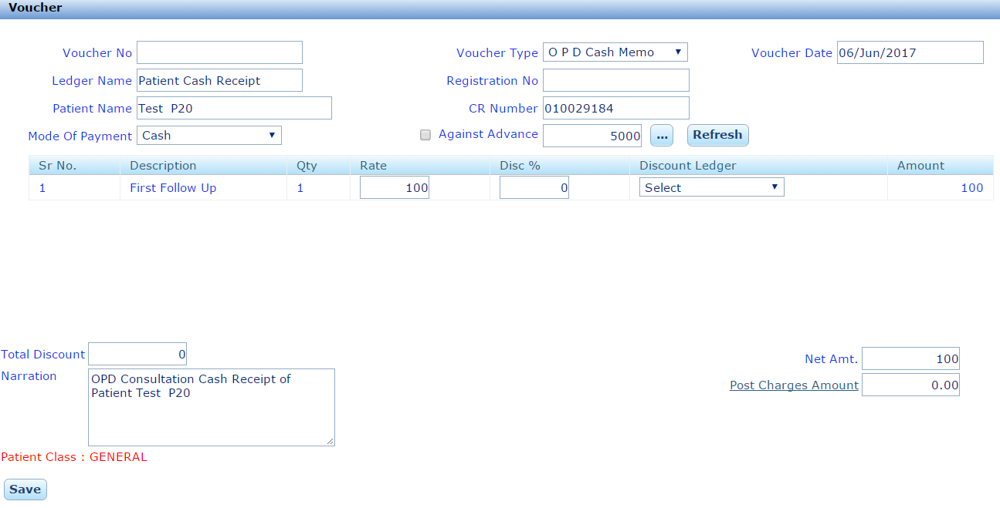 Voucher
Voucher No Voucher Type O P D Cash Memo Voucher Date 06/Jun/2017
Ledger Name Patient Cash Receipt Registration No
Patient Name Test  P20 CR Number 010029184
Mode Of Payment Cash Against Advance 5000 ... Refresh
Sr No. Description Qty Rate Disc % Discount Ledger Amount
1 First Follow Up 1 100 0 Select 100
Total Discount 0 Net Amt. 100
Narration OPD Consultation Cash Receipt of
Patient Test  P20
Post Charges Amount 0.00
Patient Class : GENERAL
Save